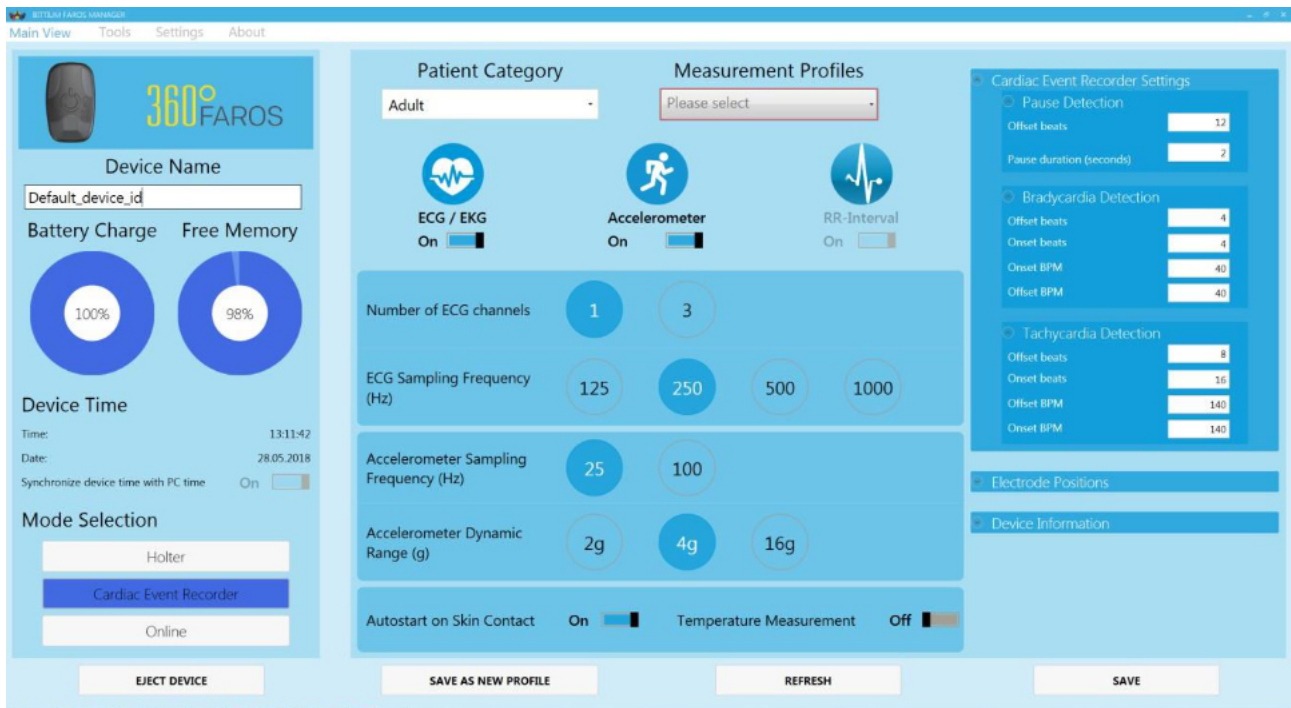 BITTIUM FAROS MANAGER
Main View Tools Settings About
360° FAROS
Device Name
Default_device_id
Battery Charge Free Memory
100% 98%
Device Time
Time: 13:11:42
Date: 28.05.2018
Synchronize device time with PC time On
Mode Selection
Holter
Cardiac Event Recorder
Online
EJECT DEVICE
Patient Category Measurement Profiles
Adult Please select
ECG / EKG Accelerometer RR-Interval
On On On
Number of ECG channels 1 3
ECG Sampling Frequency
(Hz) 125 250 500 1000
Accelerometer Sampling
Frequency (Hz) 25 100
Accelerometer Dynamic
Range (g) 2g 4g 16g
Autostart on Skin Contact On Temperature Measurement Off
SAVE AS NEW PROFILE REFRESH
Cardiac Event Recorder Settings
Pause Detection
Offset beats 12
Pause duration (seconds) 2
Bradycardia Detection
Offset beats 4
Onset beats 4
Onset BPM 40
Offset BPM 40
Tachycardia Detection
Offset beats 8
Onset beats 16
Offset BPM 140
Onset BPM 140
Electrode Positions
Device Information
SAVE